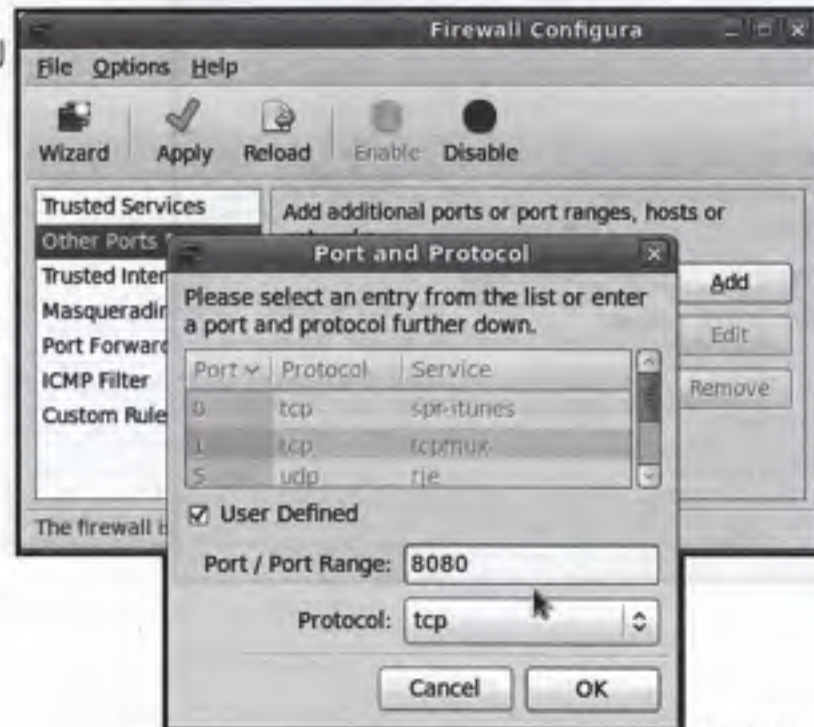 Firewall Configura
File Options Help
Wizard Apply Reload Enable Disable
Trusted Services
Other Ports
Trusted Inter
Masqueradin
Port Forward
ICMP Filter
Custom Rule
Add additional ports or port ranges, hosts or
Add
Edit
Remove
The firewall is
Port and Protocol
Please select an entry from the list or enter
a port and protocol further down.
Port Protocol Service
0 tcp spr-itunes
1 tcp tcpmux
5 udp rje
User Defined
Port / Port Range: 8080
Protocol: tcp
Cancel OK